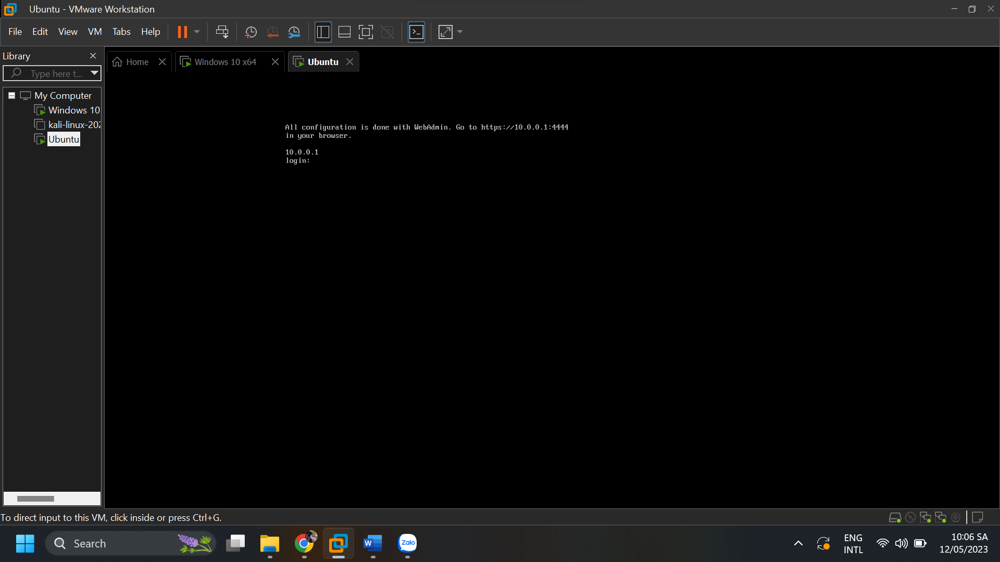 Ubuntu - VMware Workstation
File Edit View VM Tabs Help
Library
Type here t...
My Computer
Windows 10
kali-linux-202
Ubuntu
Home
Windows 10 x64
Ubuntu
All configuration is done with WebAdmin. Go to https://10.0.0.1:4444
in your browser.
10.0.0.1
login:
To direct input to this VM, click inside or press Ctrl+G.
Search
W
Zalo
ENG
INTL
10:06 SA
12/05/2023